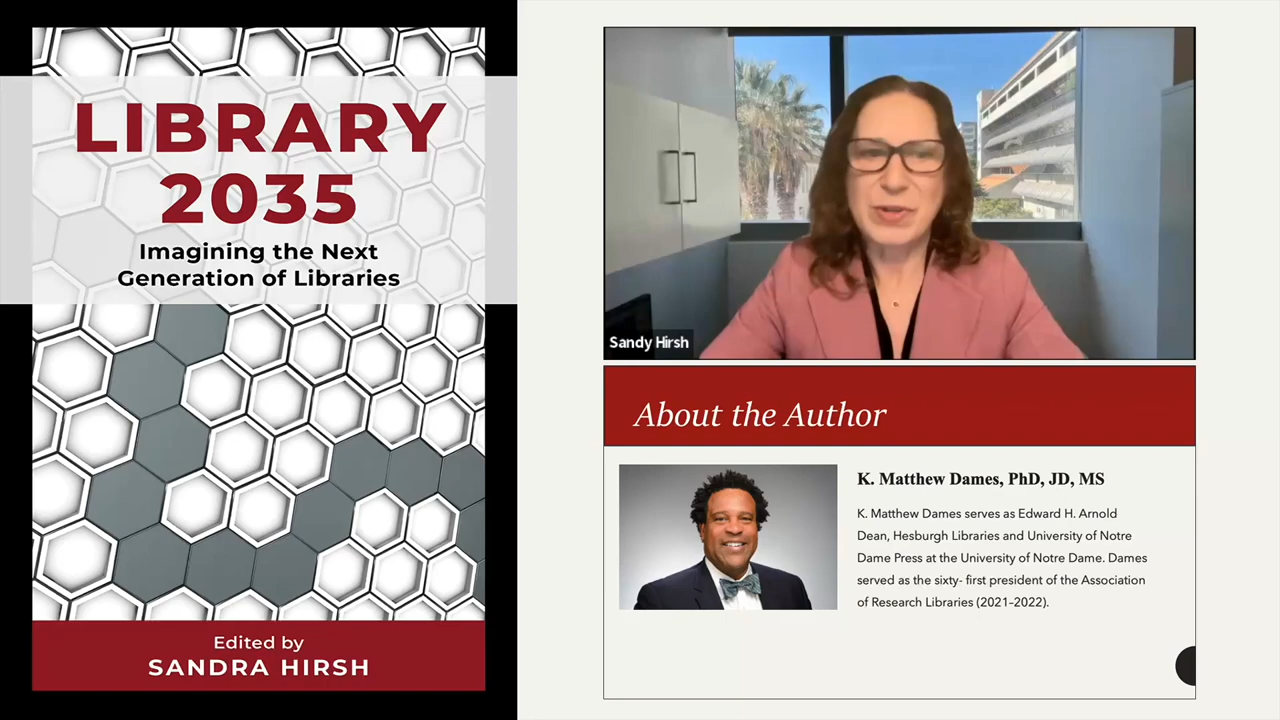 LIBRARY
2035
Imagining the Next
Generation of Libraries
Edited by
SANDRA HIRSH
Sandy Hirsh
About the Author
K. Matthew Dames, PhD, JD, MS
K. Matthew Dames serves as Edward H. Arnold
Dean, Hesburgh Libraries and University of Notre
Dame Press at the University of Notre Dame. Dames
served as the sixty- first president of the Association
of Research Libraries (2021–2022).